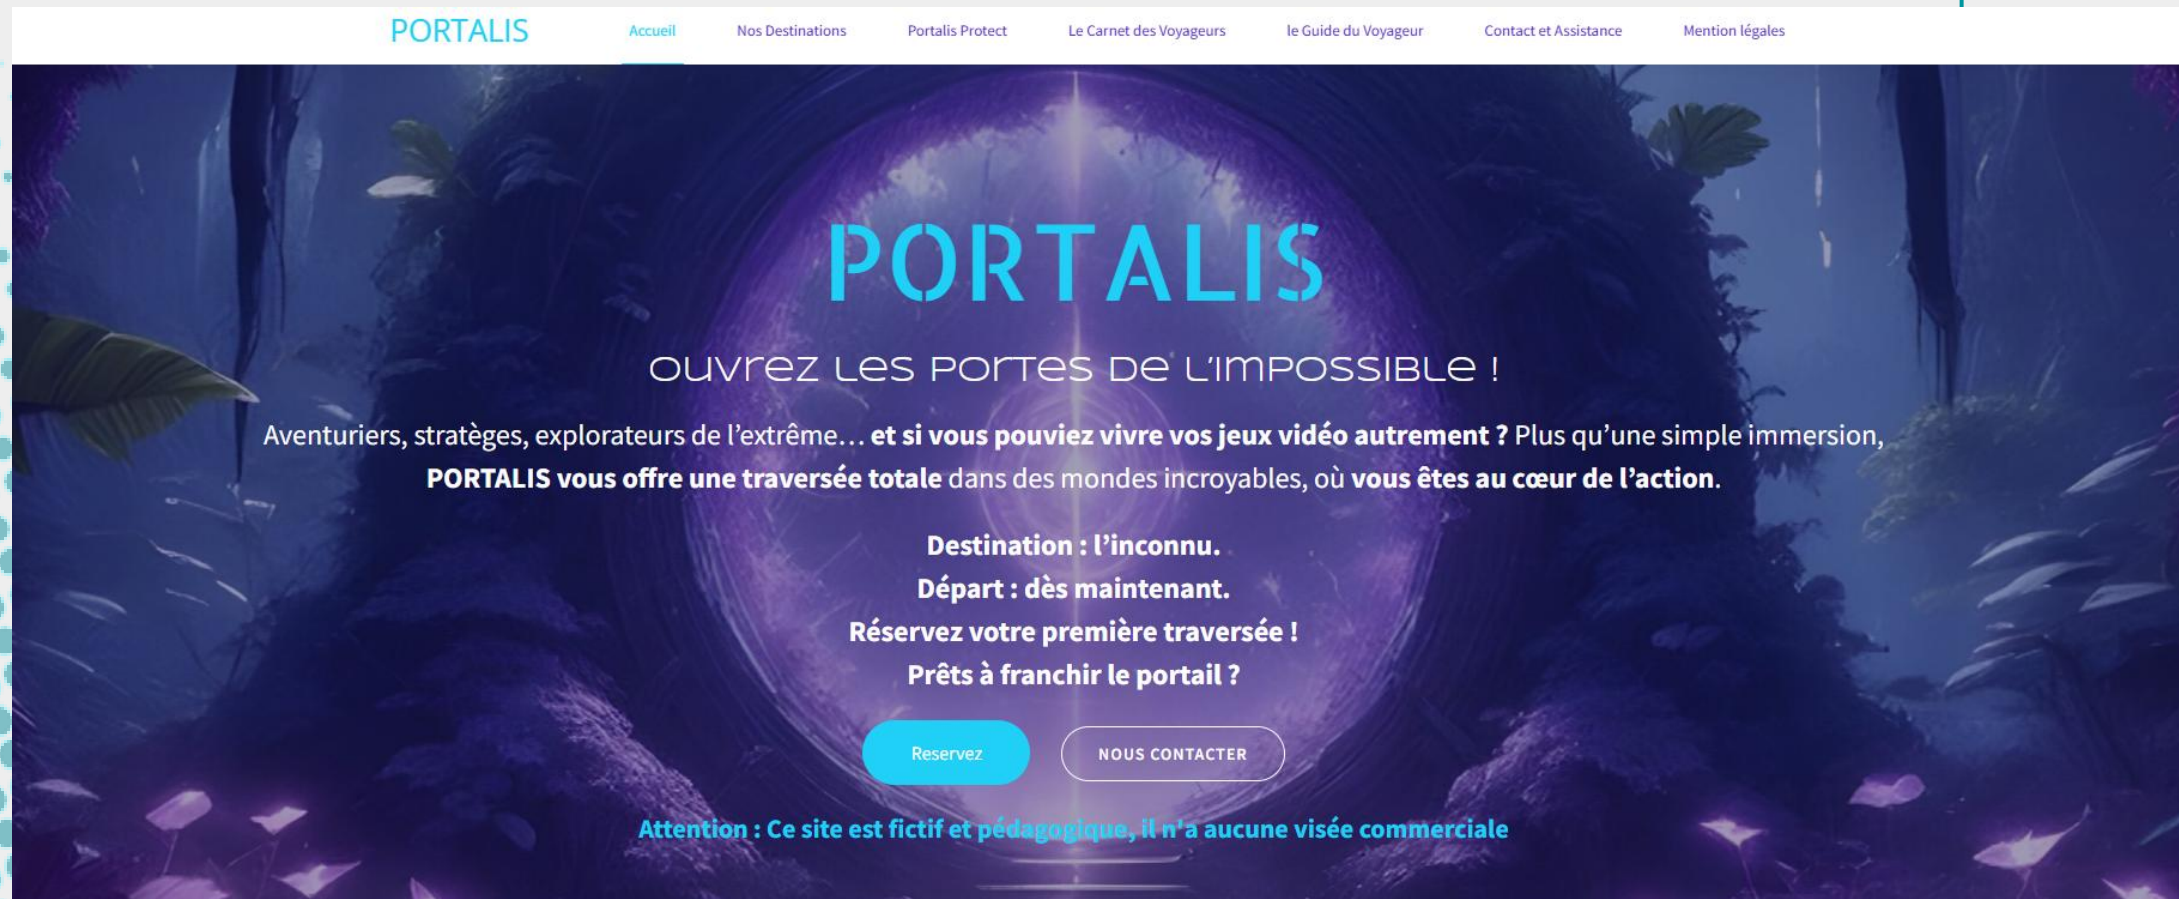 PORTALIS
Accueil
Nos Destinations
Portalis Protect
Le Carnet des Voyageurs
le Guide du Voyageur
Contact et Assistance
Mention légales
PORTALIS
Ouvrez les portes de l'impossible !
Aventuriers, stratèges, explorateurs de l’extrême… et si vous pouviez vivre vos jeux vidéo autrement ? Plus qu’une simple immersion,
PORTALIS vous offre une traversée totale dans des mondes incroyables, où vous êtes au cœur de l’action.
Destination : l’inconnu.
Départ : dès maintenant.
Réservez votre première traversée !
Prêts à franchir le portail ?
Reservez
NOUS CONTACTER
Attention : Ce site est fictif et pédagogique, il n'a aucune visée commerciale